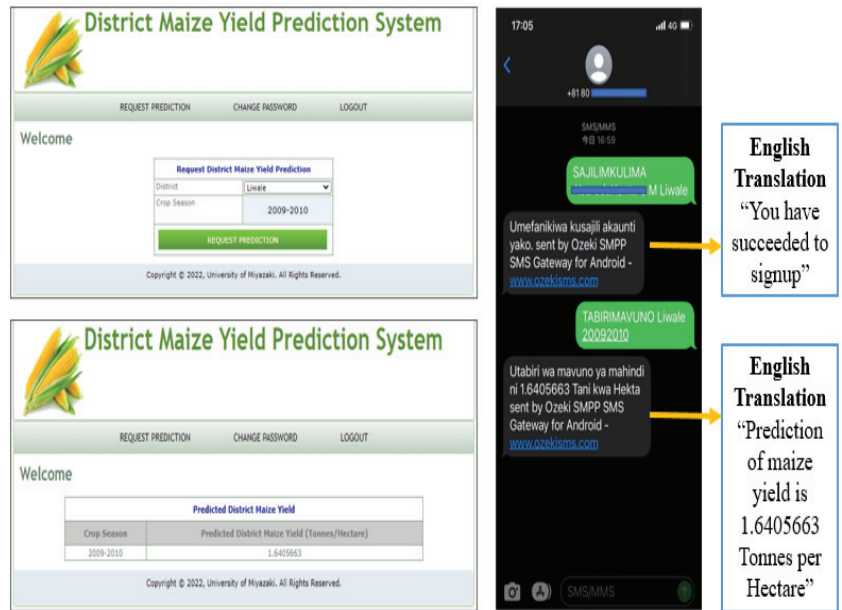 District Maize Yield Prediction System
REQUEST PREDICTION CHANGE PASSWORD LOGOUT
Welcome
Request District Maize Yield Prediction
District Liwale
Crop Season 2009-2010
REQUEST PREDICTION
Copyright © 2022, University of Miyazaki. All Rights Reserved.
District Maize Yield Prediction System
REQUEST PREDICTION CHANGE PASSWORD LOGOUT
Welcome
Predicted District Maize Yield
Crop Season Predicted District Maize Yield (Tonnes/Hectare)
2009-2010 1.6405663
Copyright © 2022, University of Miyazaki. All Rights Reserved.
17:05 4G
+81 80
SMS/MMS
今日 16:59
SAJILIMKULIMA
M Liwale
Umefanikiwa kusajili akaunti
yako. sent by Ozeki SMPP
SMS Gateway for Android -
www.ozekisms.com
TABIRIMAVUNO Liwale
20092010
Utabiri wa mavuno ya mahindi
ni 1.6405663 Tani kwa Hekta
sent by Ozeki SMPP SMS
Gateway for Android -
www.ozekisms.com
SMS/MMS
English
Translation
“You have
succeeded to
signup”
English
Translation
“Prediction
of maize
yield is
1.6405663
Tonnes per
Hectare”